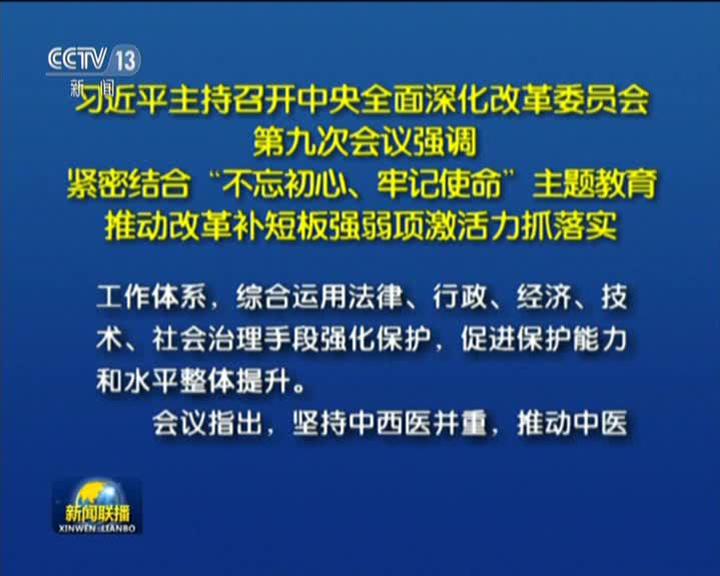 CCTV 13
新闻
习近平主持召开中央全面深化改革委员会
第九次会议强调
紧密结合“不忘初心、牢记使命”主题教育
推动改革补短板强弱项激活力抓落实
工作体系，综合运用法律、行政、经济、技
术、社会治理手段强化保护，促进保护能力
和水平整体提升。
会议指出，坚持中西医并重，推动中医
新闻联播
XINWEN LIANBO